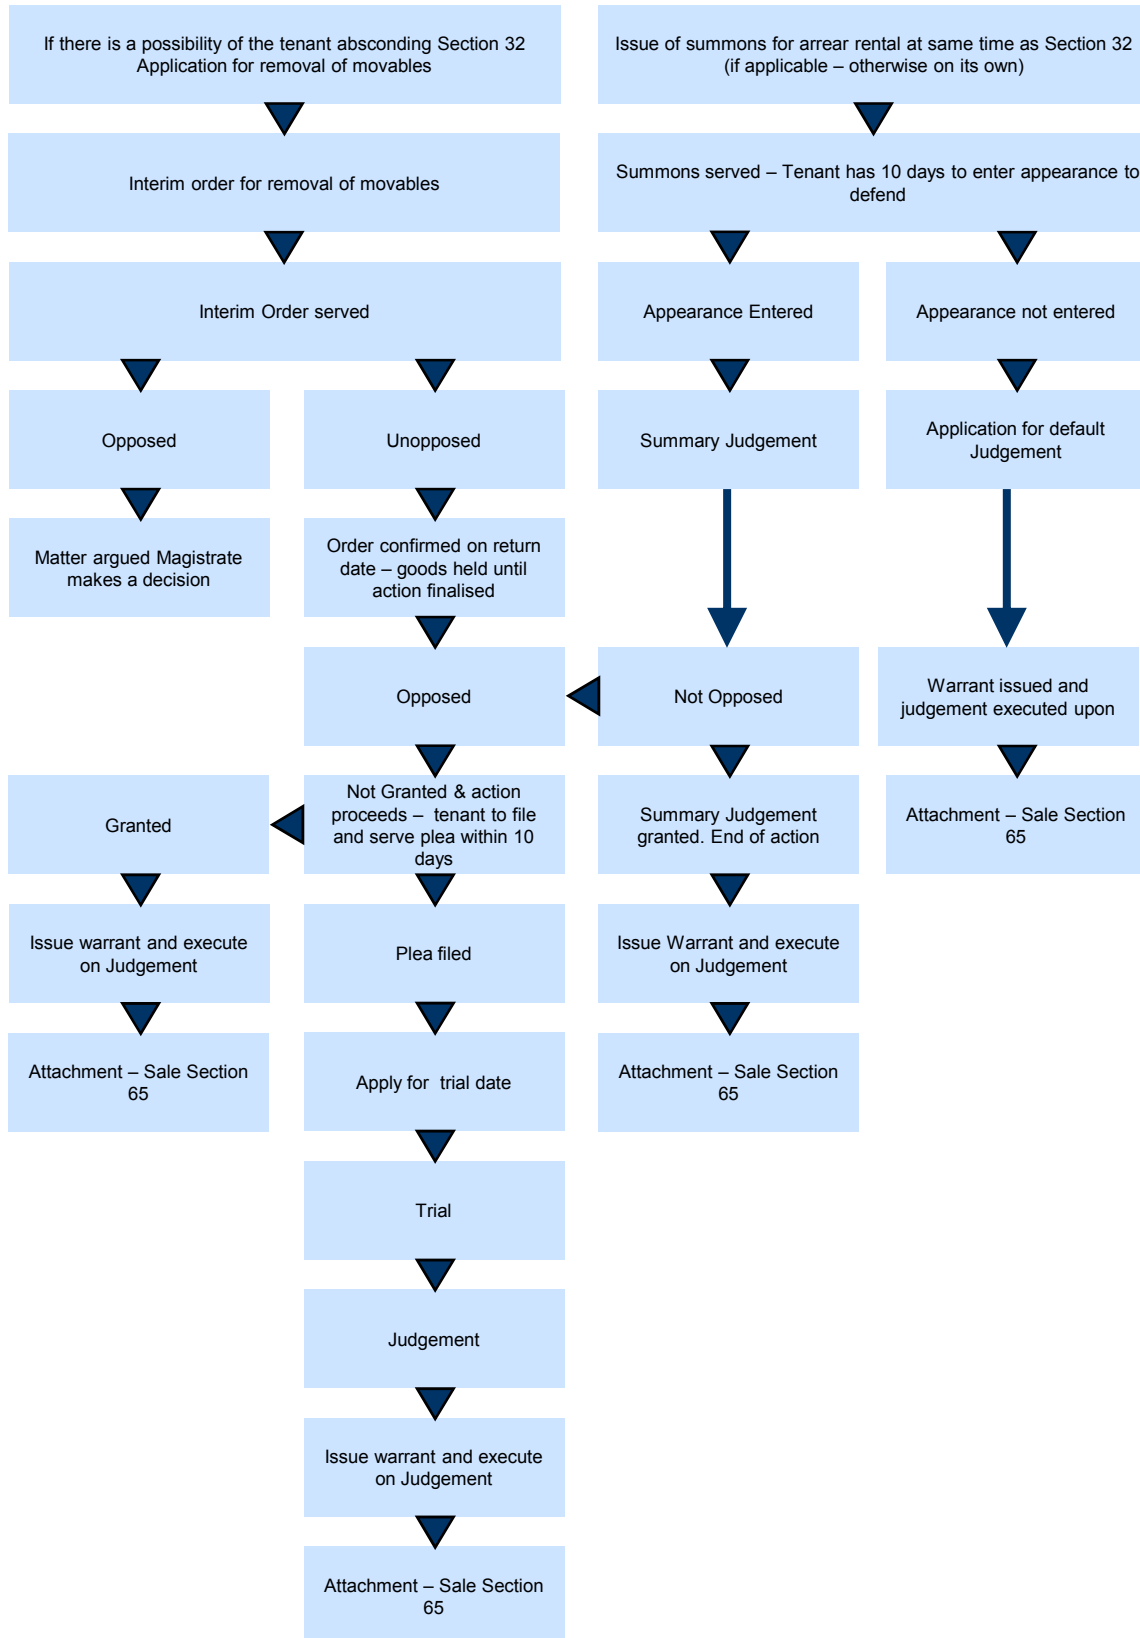 If there is a possibility of the tenant absconding Section 32
Application for removal of movables
Issue of summons for arrear rental at same time as Section 32
(if applicable – otherwise on its own)
Interim order for removal of movables
Summons served – Tenant has 10 days to enter appearance to
defend
Interim Order served
Appearance Entered
Appearance not entered
Opposed
Unopposed
Summary Judgement
Application for default
Judgement
Matter argued Magistrate
makes a decision
Order confirmed on return
date – goods held until
action finalised
Opposed
Not Opposed
Warrant issued and
judgement executed upon
Granted
Not Granted & action
proceeds – tenant to file
and serve plea within 10
days
Summary Judgement
granted. End of action
Attachment – Sale Section
65
Issue warrant and execute
on Judgement
Plea filed
Issue Warrant and execute
on Judgement
Attachment – Sale Section
65
Apply for trial date
Attachment – Sale Section
65
Trial
Judgement
Issue warrant and execute
on Judgement
Attachment – Sale Section
65